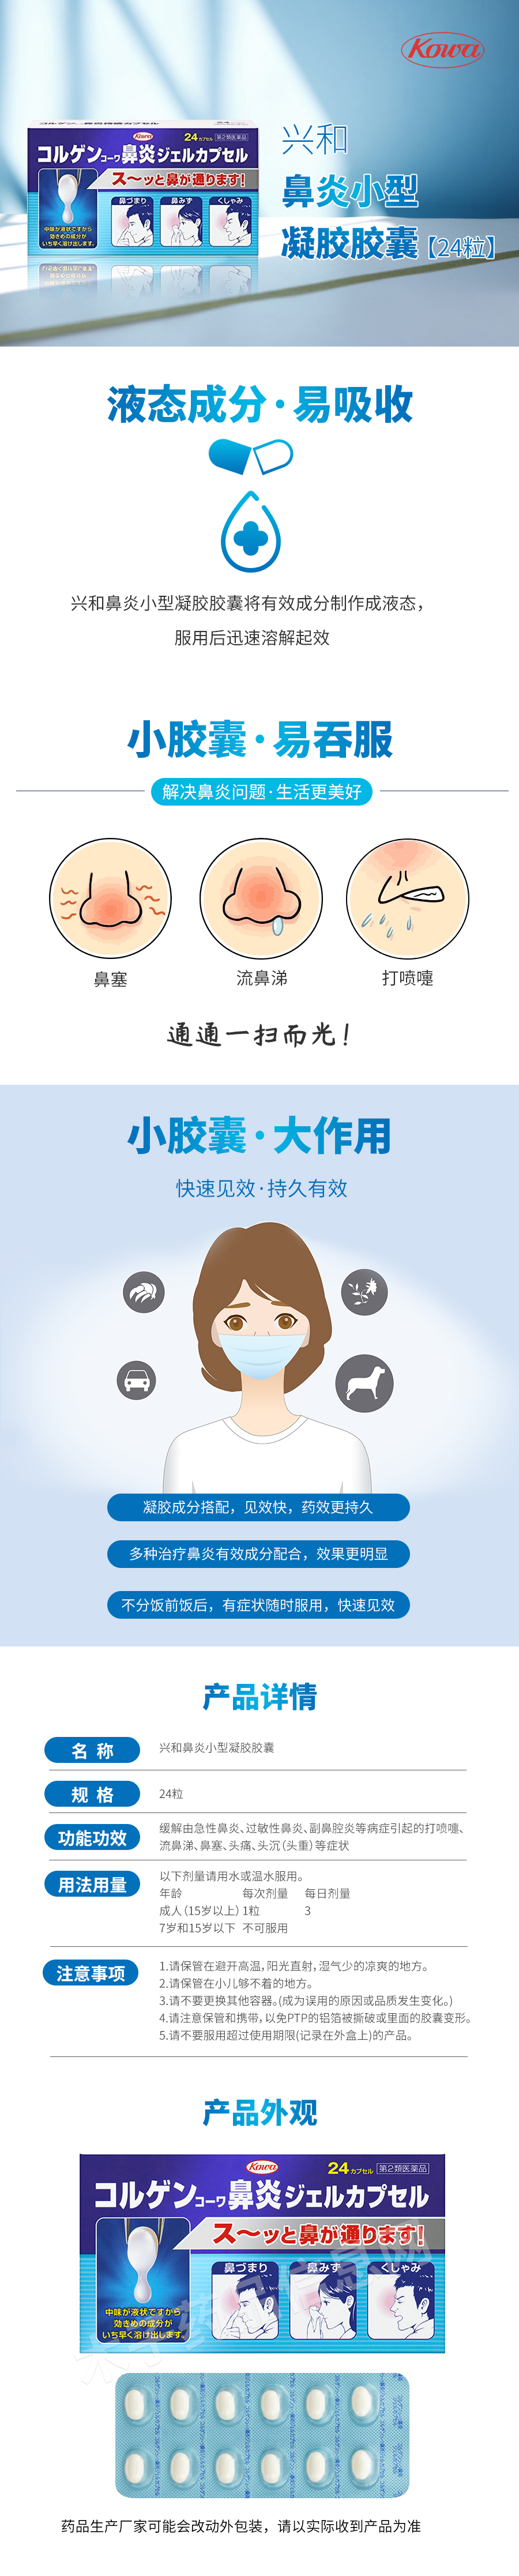 Kowa
Kowa
24カプセル 第2類医薬品
コルゲンコーワ鼻炎ジェルカプセル
ス〜ッと鼻が通ります!
鼻づまり 鼻みず くしゃみ
中味が液状ですから
効きめの成分が
いち早く溶け出します。
兴和
鼻炎小型
凝胶胶囊【24粒】
液态成分·易吸收
兴和鼻炎小型凝胶胶囊将有效成分制作成液态，
服用后迅速溶解起效
小胶囊·易吞服
解决鼻炎问题·生活更美好
鼻塞 流鼻涕 打喷嚏
通通一扫而光！
小胶囊·大作用
快速见效·持久有效
凝胶成分搭配，见效快，药效更持久
多种治疗鼻炎有效成分配合，效果更明显
不分饭前饭后，有症状随时服用，快速见效
产品详情
名 称 兴和鼻炎小型凝胶胶囊
规 格 24粒
功能功效 缓解由急性鼻炎、过敏性鼻炎、副鼻腔炎等病症引起的打喷嚏、
流鼻涕、鼻塞、头痛、头沉（头重）等症状
用法用量 以下剂量请用水或温水服用。
年龄 每次剂量 每日剂量
成人（15岁以上） 1粒 3
7岁和15岁以下 不可服用
注意事项 1.请保管在避开高温，阳光直射，湿气少的凉爽的地方。
2.请保管在小儿够不着的地方。
3.请不要更换其他容器。(成为误用的原因或品质发生变化。)
4.请注意保管和携带，以免PTP的铝箔被撕破或里面的胶囊变形。
5.请不要服用超过使用期限(记录在外盒上)的产品。
产品外观
Kowa
24カプセル 第2類医薬品
コルゲンコーワ鼻炎ジェルカプセル
ス〜ッと鼻が通ります!
鼻づまり 鼻みず くしゃみ
中味が液状ですから
効きめの成分が
いち早く溶け出します。
药品生产厂家可能会改动外包装，请以实际收到产品为准